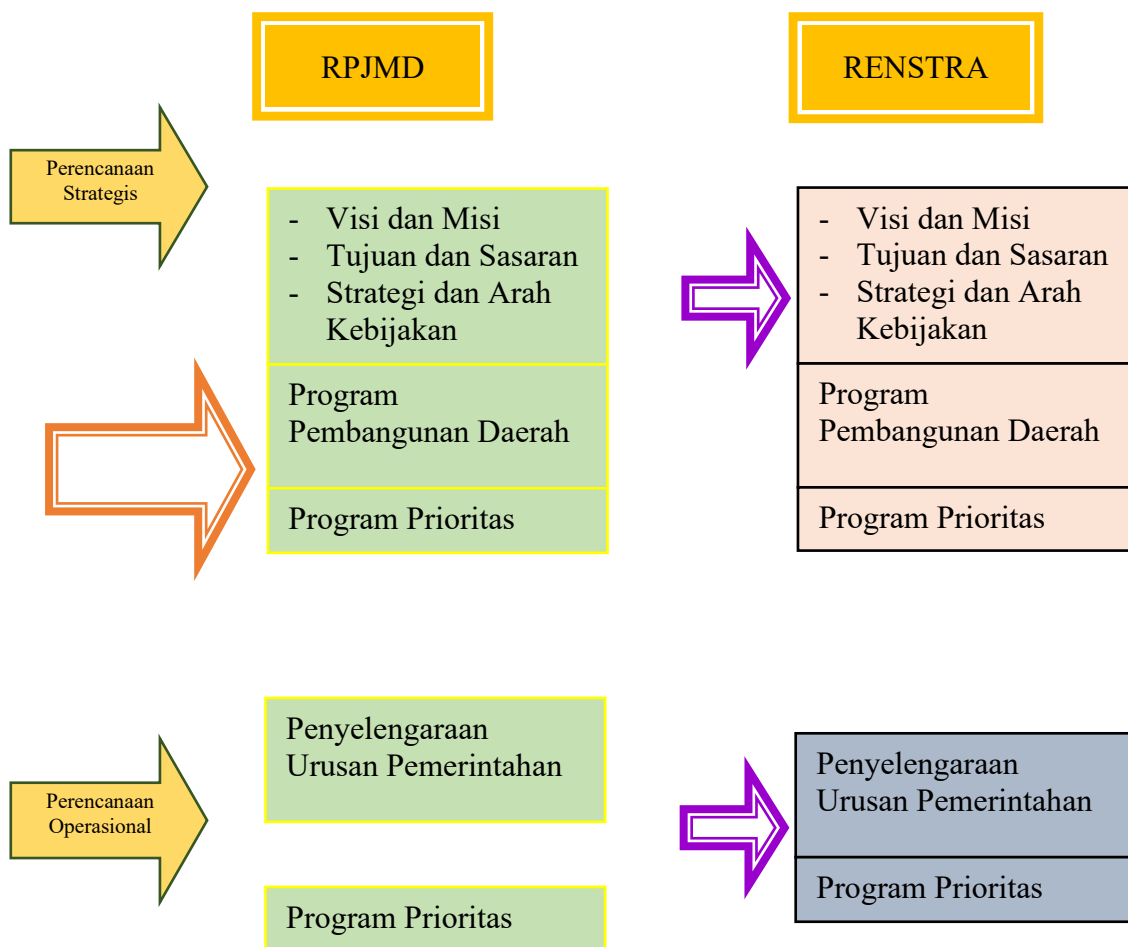 RPJMD
RENSTRA
Perencanaan
Strategis
- Visi dan Misi
- Tujuan dan Sasaran
- Strategi dan Arah
Kebijakan
Program
Pembangunan Daerah
Program Prioritas
- Visi dan Misi
- Tujuan dan Sasaran
- Strategi dan Arah
Kebijakan
Program
Pembangunan Daerah
Program Prioritas
Perencanaan
Operasional
Penyelengaraan
Urusan Pemerintahan
Program Prioritas
Penyelengaraan
Urusan Pemerintahan
Program Prioritas